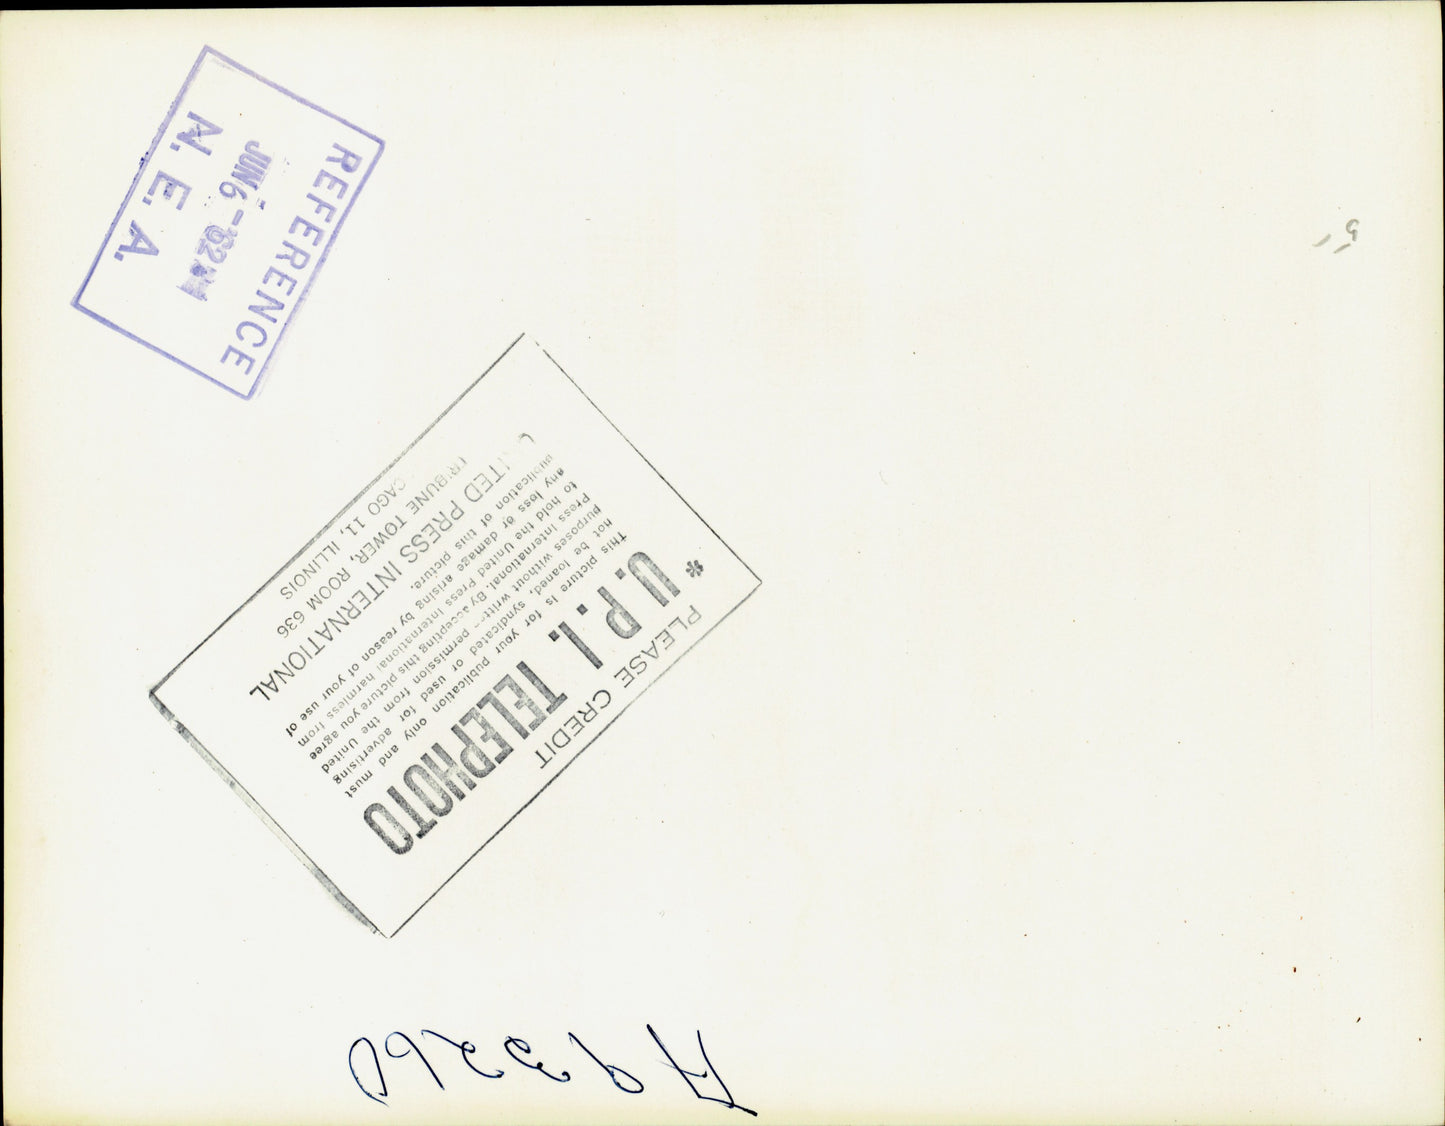 REFERENCE
JUN 6 - '62
N. E. A.
PLEASE CREDIT
* U. P. I. TELEPHOTO
This picture is for your publication only and must
not be loaned, syndicated or used for advertising
purposes without written permission from the United
Press International. By accepting this picture you agree
to hold the United Press International harmless from
any loss or damage arising by reason of your use of
publication of this picture.
UNITED PRESS INTERNATIONAL
TRIBUNE TOWER, ROOM 636
CAGO 11, ILLINOIS